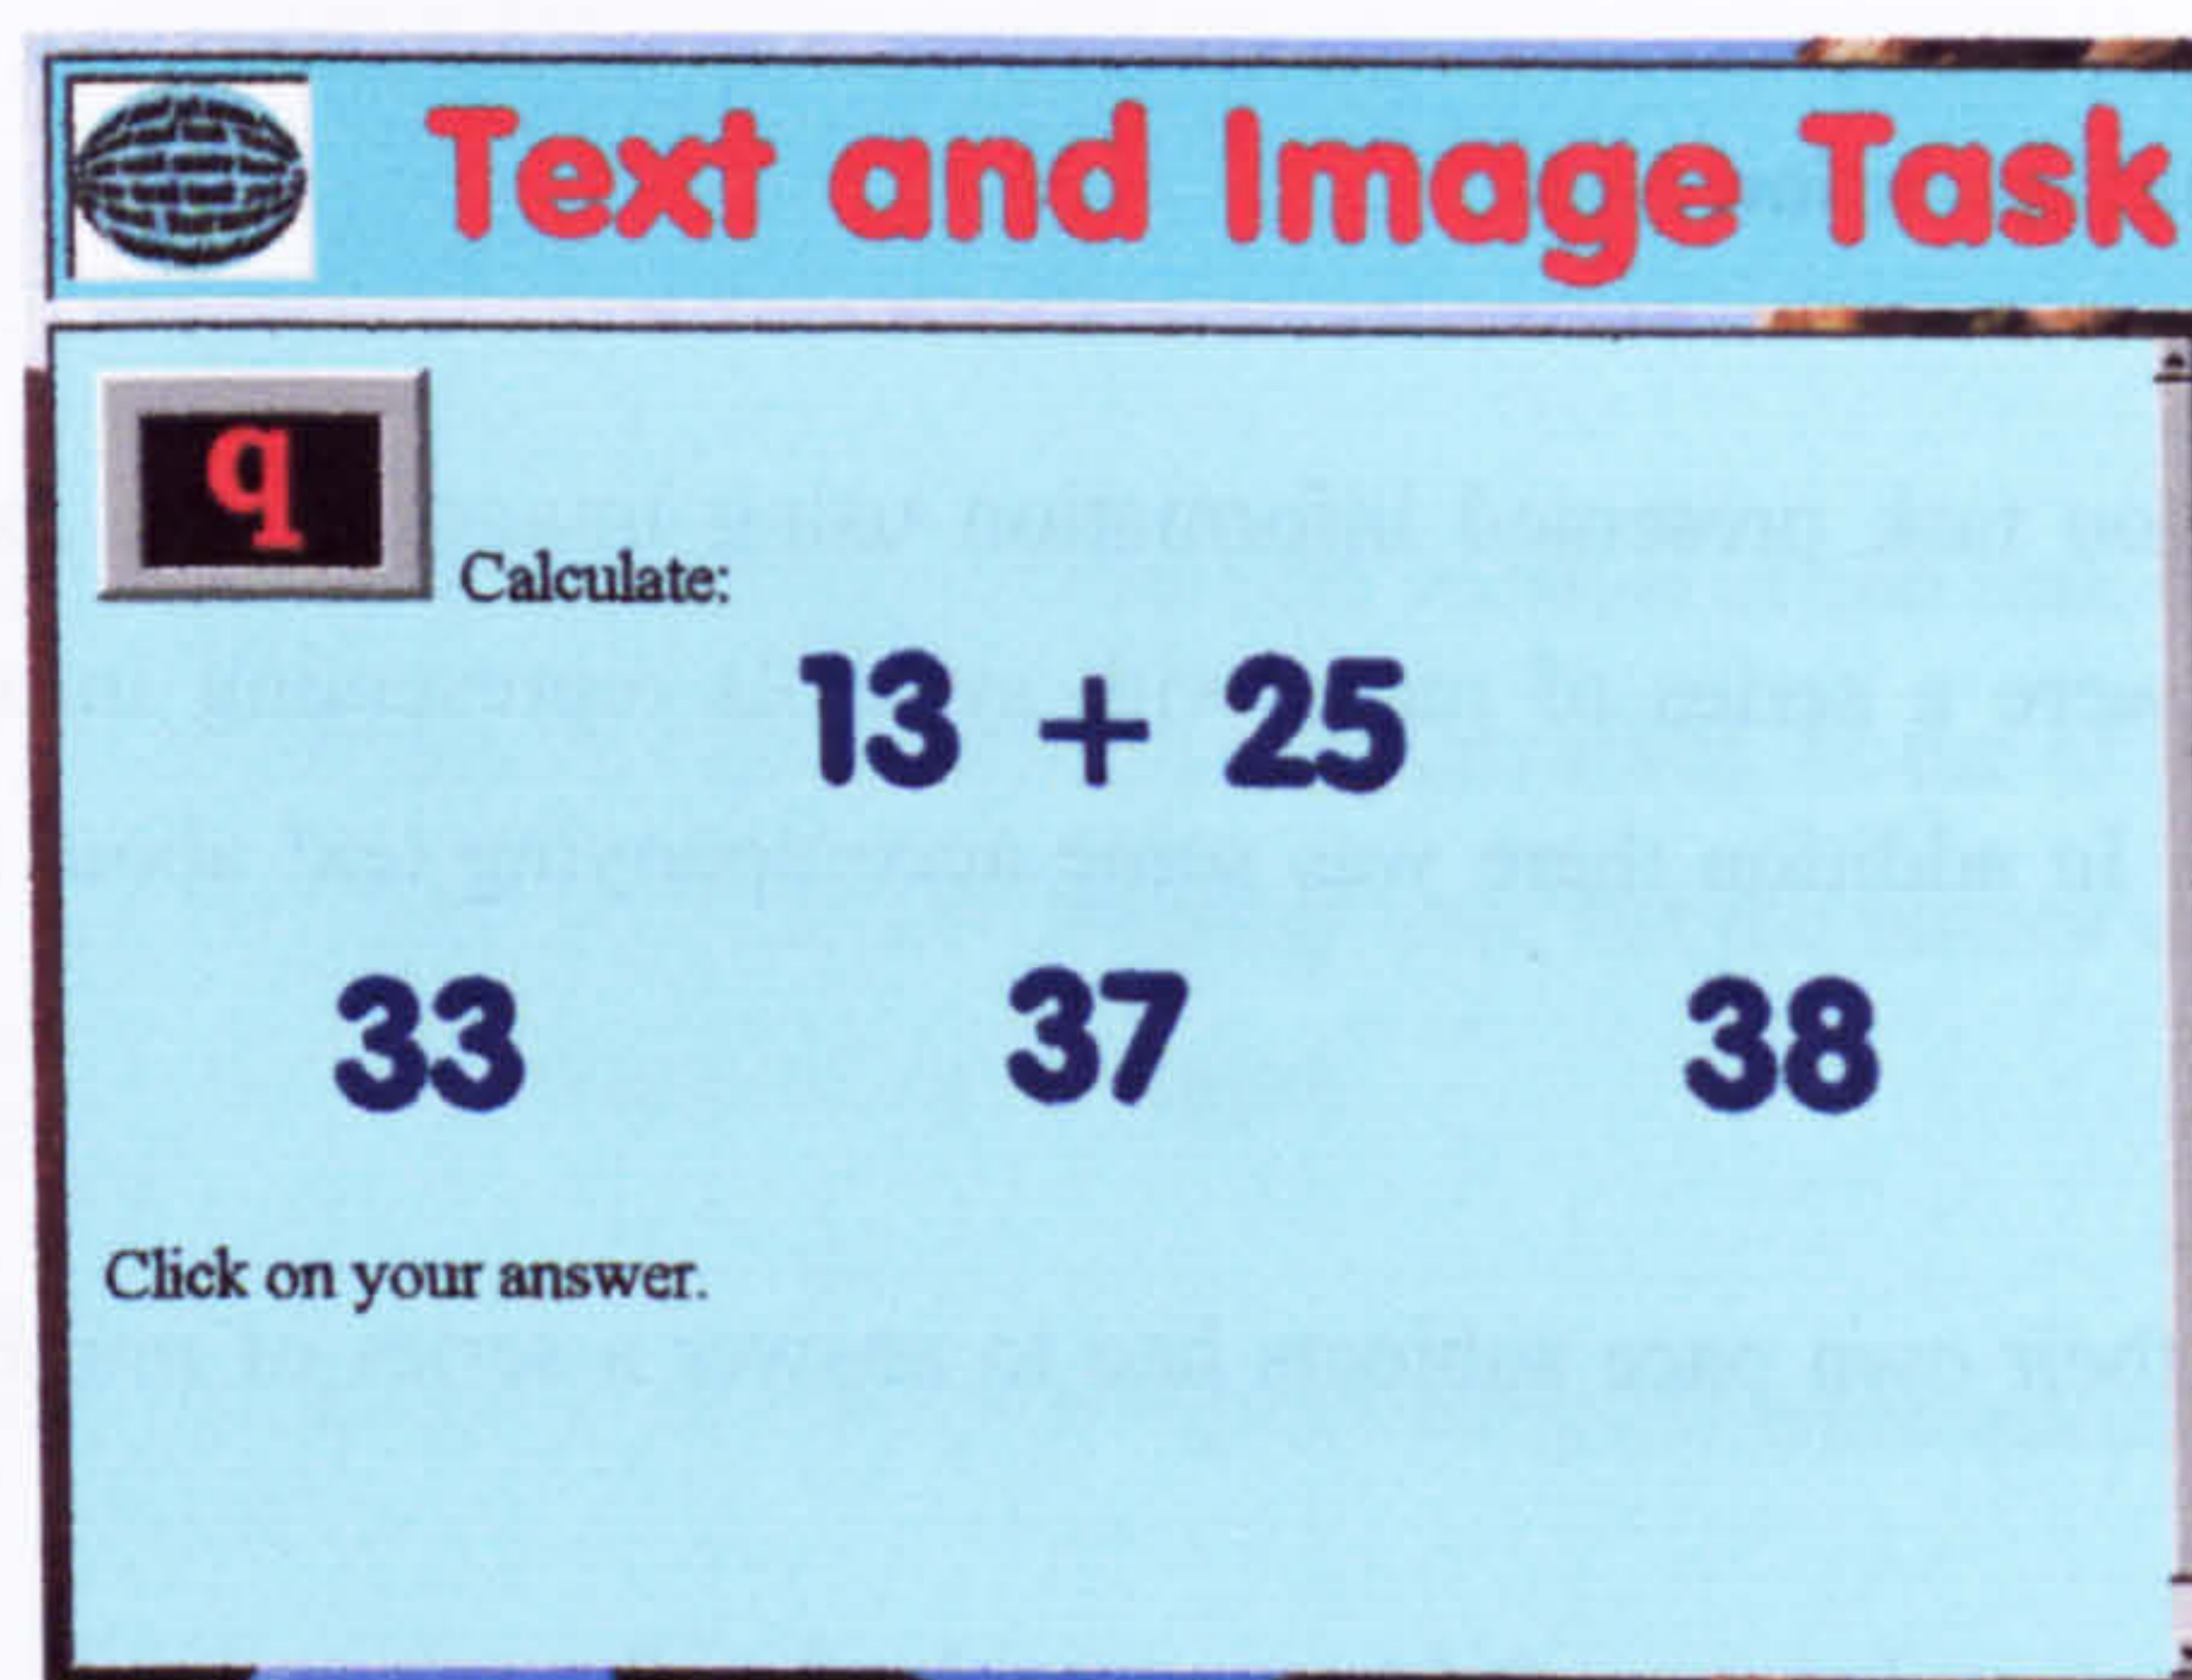 Text and Image Task
q
Calculate:
13 + 25
33 37 38
Click on your answer.